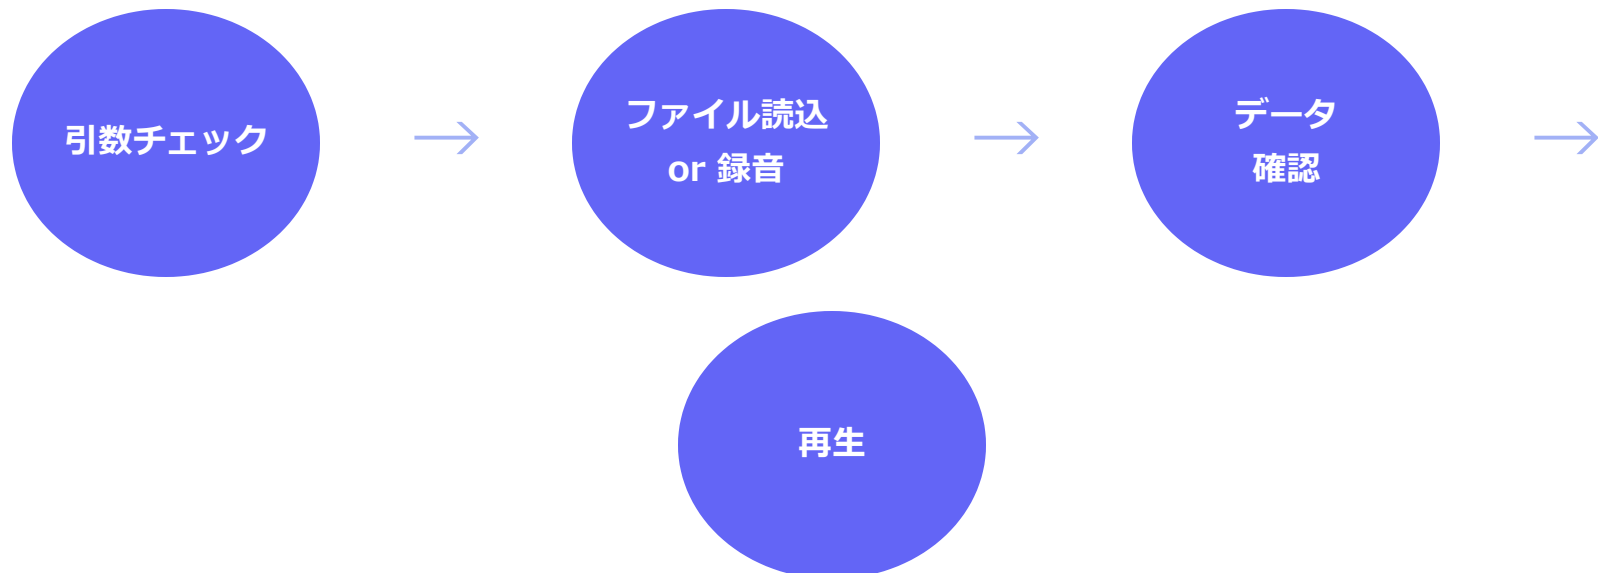 引数チェック
→
ファイル読込
or 録音
→
データ
確認
→
再生